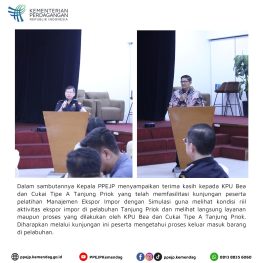 KEMENTERIAN
PERDAGANGAN
REPUBLIK INDONESIA
Dalam sambutannya Kepala PPEJP menyampaikan terima kasih kepada KPU Bea
dan Cukai Tipe A Tanjung Priok yang telah memfasilitasi kunjungan peserta
pelatihan Manajemen Ekspor Impor dengan Simulasi guna melihat kondisi riil
aktivitas ekspor impor di pelabuhan Tanjung Priok dan melihat langsung layanan
maupun proses yang dilakukan oleh KPU Bea dan Cukai Tipe A Tanjung Priok.
Diharapkan melalui kunjungan ini peserta mengetahui proses keluar masuk barang
di pelabuhan.
ppejp.kemendag.go.id
PPEJPKemendag
ppejp.kemendag
0813 8835 6060